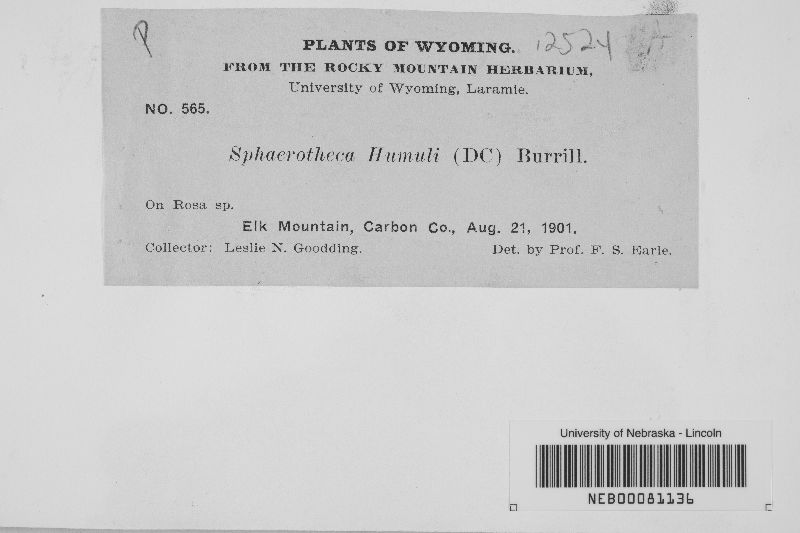 P
PLANTS OF WYOMING. 12524
FROM THE ROCKY MOUNTAIN HERBARIUM,
University of Wyoming, Laramie.
NO. 565.
Sphaerotheca Humuli (DC) Burrill.
On Rosa sp.
Elk Mountain, Carbon Co., Aug. 21, 1901.
Collector: Leslie N. Goodding. Det. by Prof. F. S. Earle.
University of Nebraska - Lincoln
NEB00081136